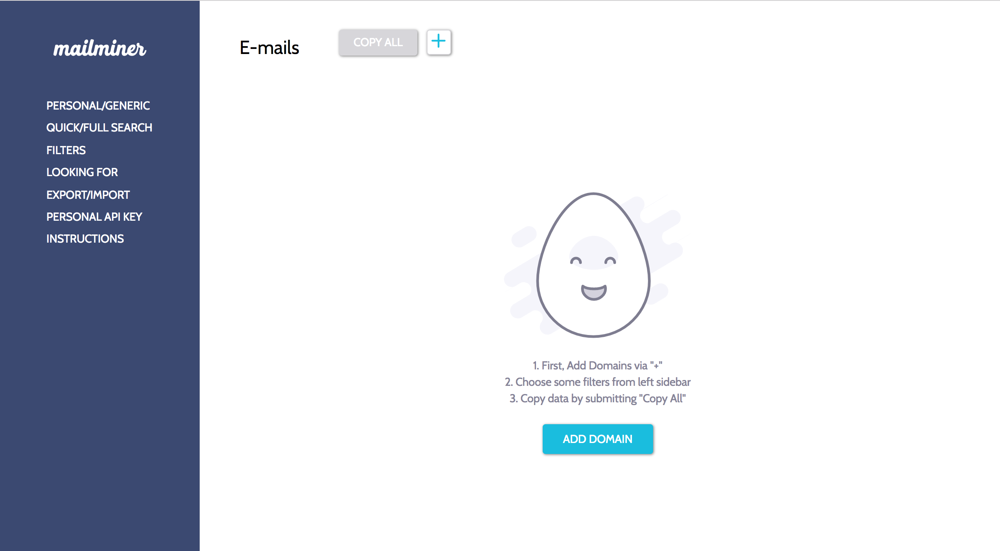 mailminer
PERSONAL/GENERIC
QUICK/FULL SEARCH
FILTERS
LOOKING FOR
EXPORT/IMPORT
PERSONAL API KEY
INSTRUCTIONS
E-mails
COPY ALL
+
1. First, Add Domains via "+"
2. Choose some filters from left sidebar
3. Copy data by submitting "Copy All"
ADD DOMAIN